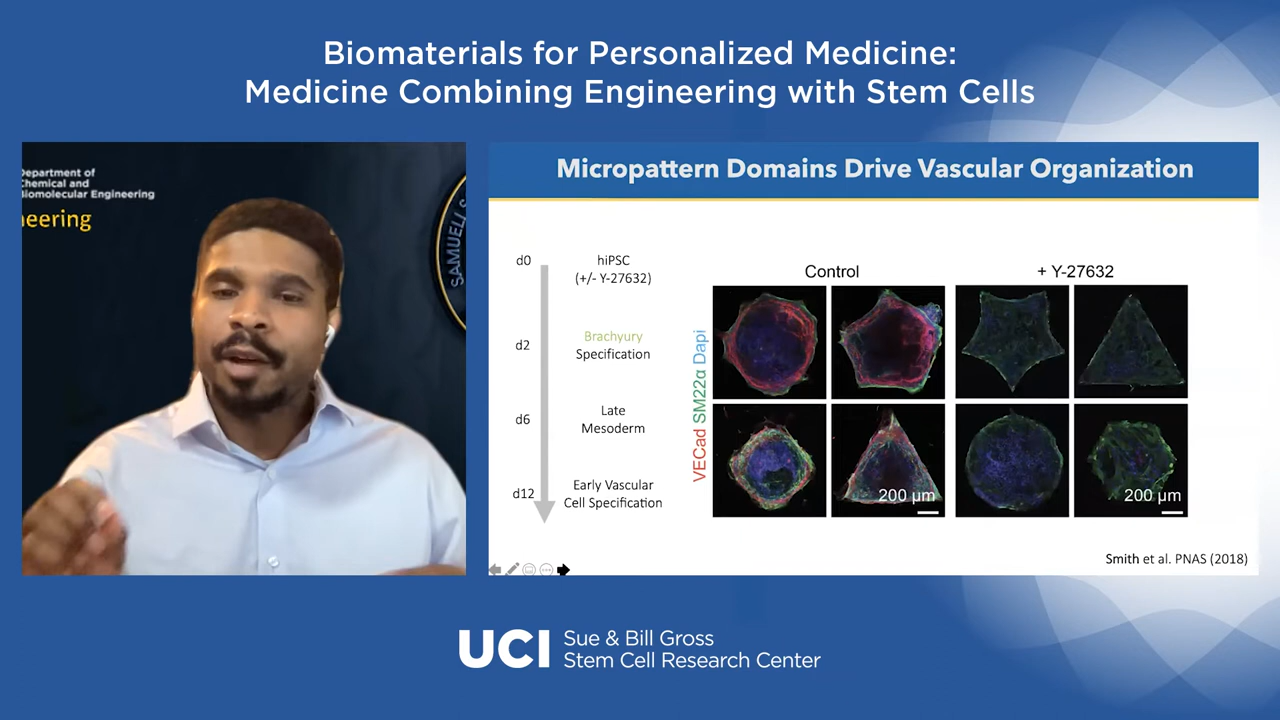 Biomaterials for Personalized Medicine:
Medicine Combining Engineering with Stem Cells
Department of
Chemical and
Biomolecular Engineering
neering
SAMUELI S
Micropattern Domains Drive Vascular Organization
d0
hiPSC
(+/- Y-27632)
d2
Brachyury
Specification
d6
Late
Mesoderm
d12
Early Vascular
Cell Specification
Control
+ Y-27632
VECad SM22α Dapi
200 μm
200 μm
Smith et al. PNAS (2018)
UCI
Sue & Bill Gross
Stem Cell Research Center